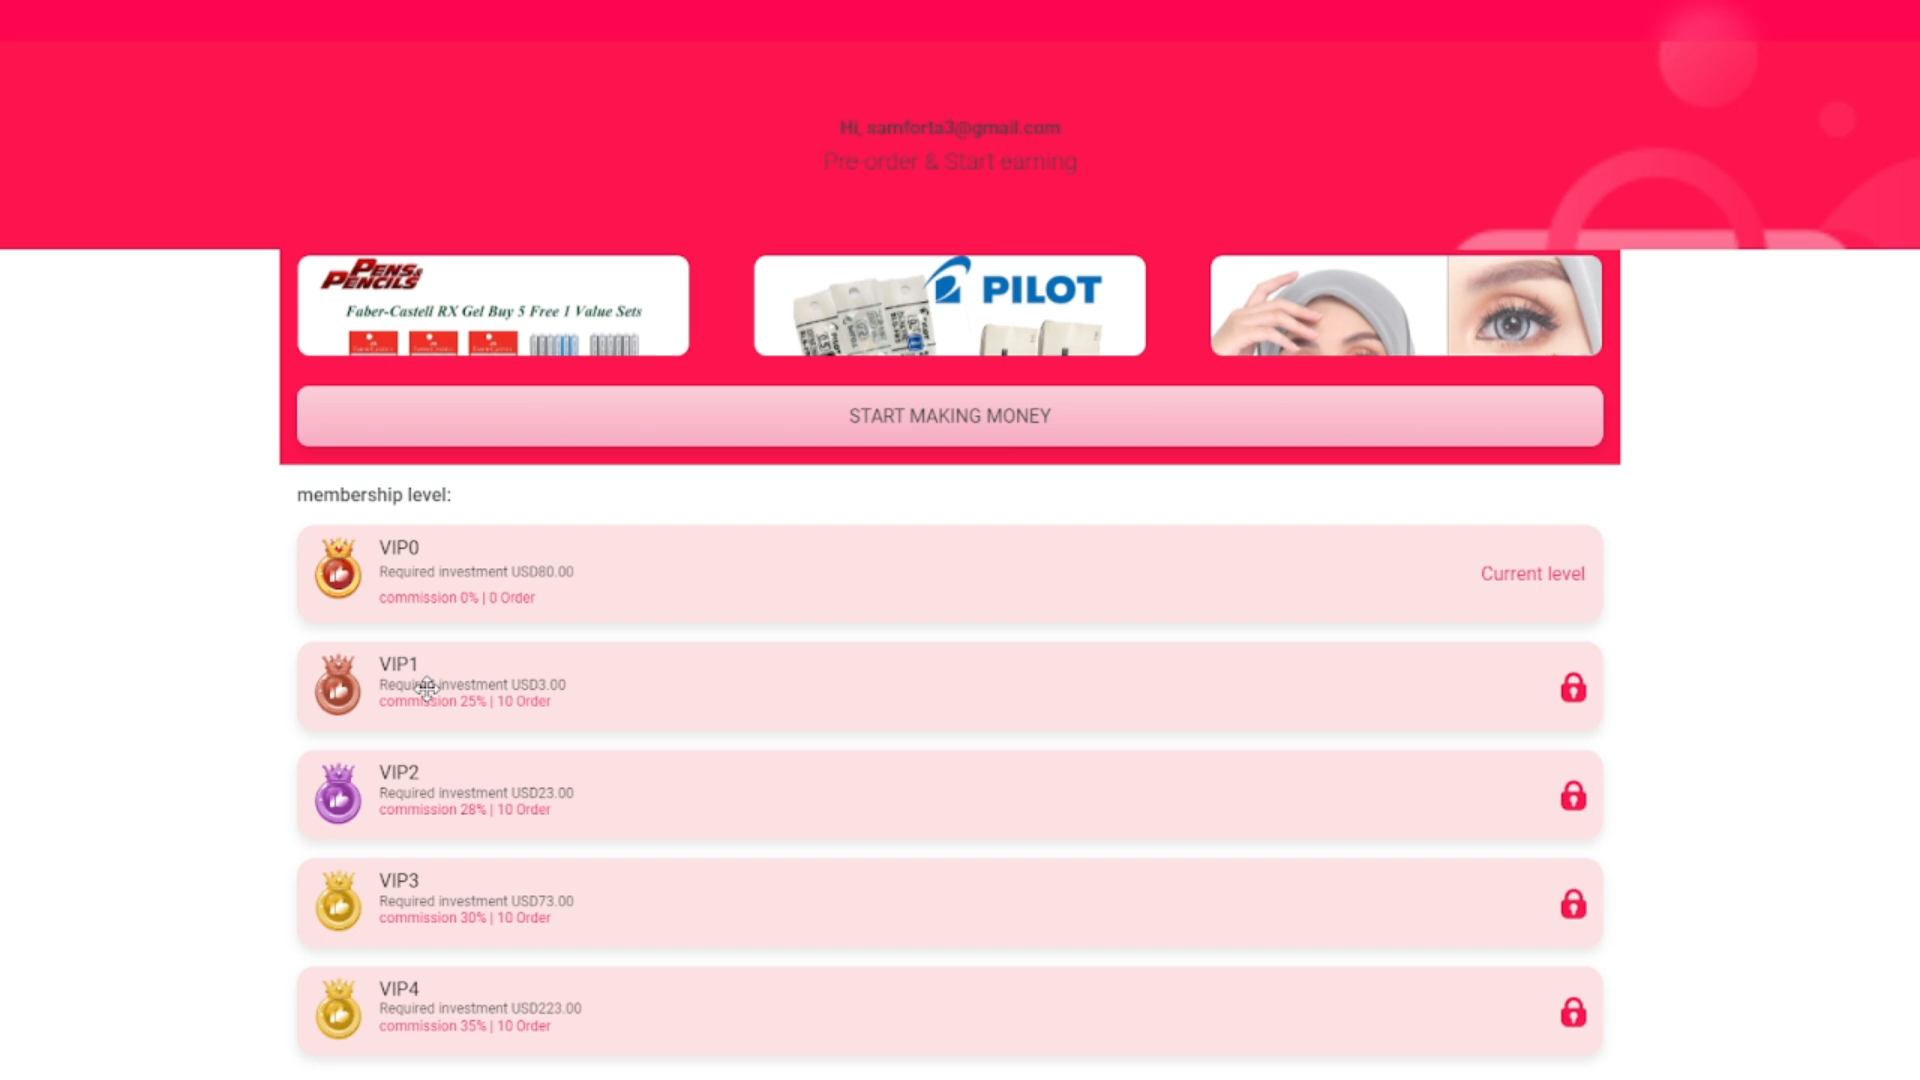 Hi, samforta3@gmail.com
Pre-order & Start earning
PENS & PENCILS
Faber-Castell RX Gel Buy 5 Free 1 Value Sets
PILOT
START MAKING MONEY
membership level:
VIP0
Required investment USD80.00
commission 0% | 0 Order
Current level
VIP1
Required investment USD3.00
commission 25% | 10 Order
VIP2
Required investment USD23.00
commission 28% | 10 Order
VIP3
Required investment USD73.00
commission 30% | 10 Order
VIP4
Required investment USD223.00
commission 35% | 10 Order